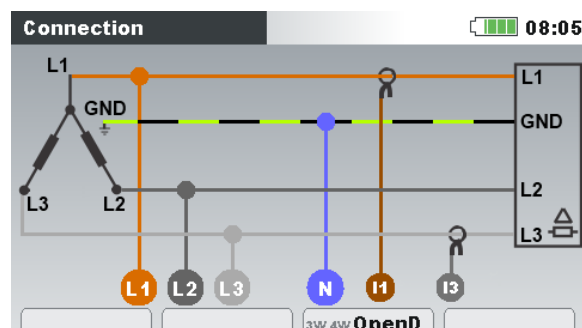 Connection 08:05
L1 L1
GND GND
L3 L2 L2
L3
L1 L2 L3 N I1 I3
3W 4W OpenD